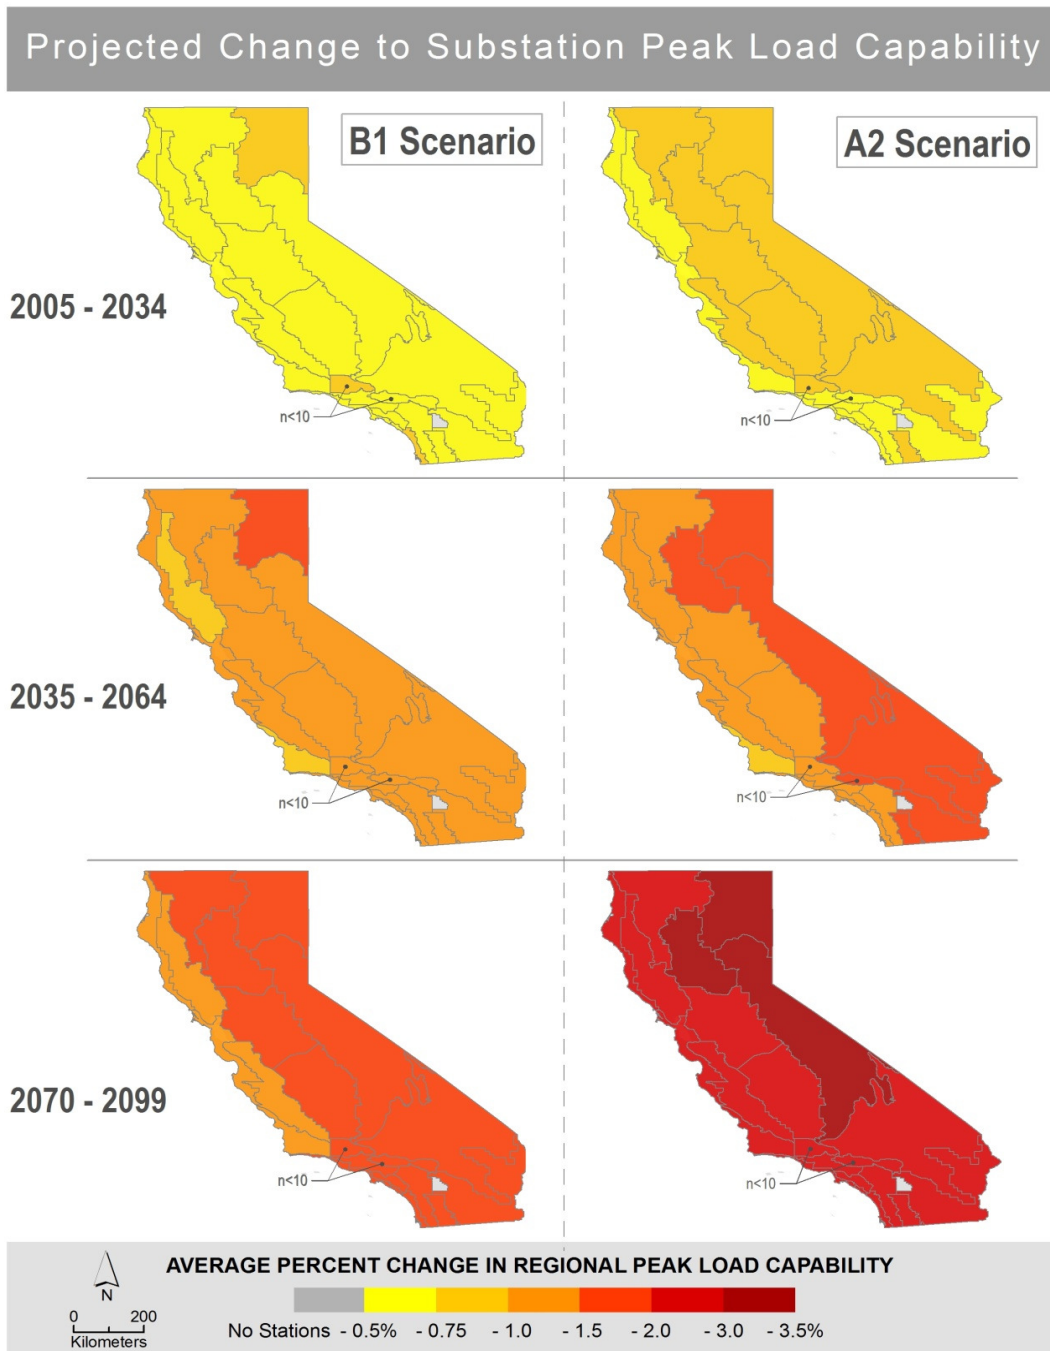 Projected Change to Substation Peak Load Capability
B1 Scenario
A2 Scenario
2005 - 2034
n<10
n<10
2035 - 2064
n<10
n<10
2070 - 2099
n<10
n<10
AVERAGE PERCENT CHANGE IN REGIONAL PEAK LOAD CAPABILITY
N
0 200
Kilometers
No Stations - 0.5% - 0.75 - 1.0 - 1.5 - 2.0 - 3.0 - 3.5%